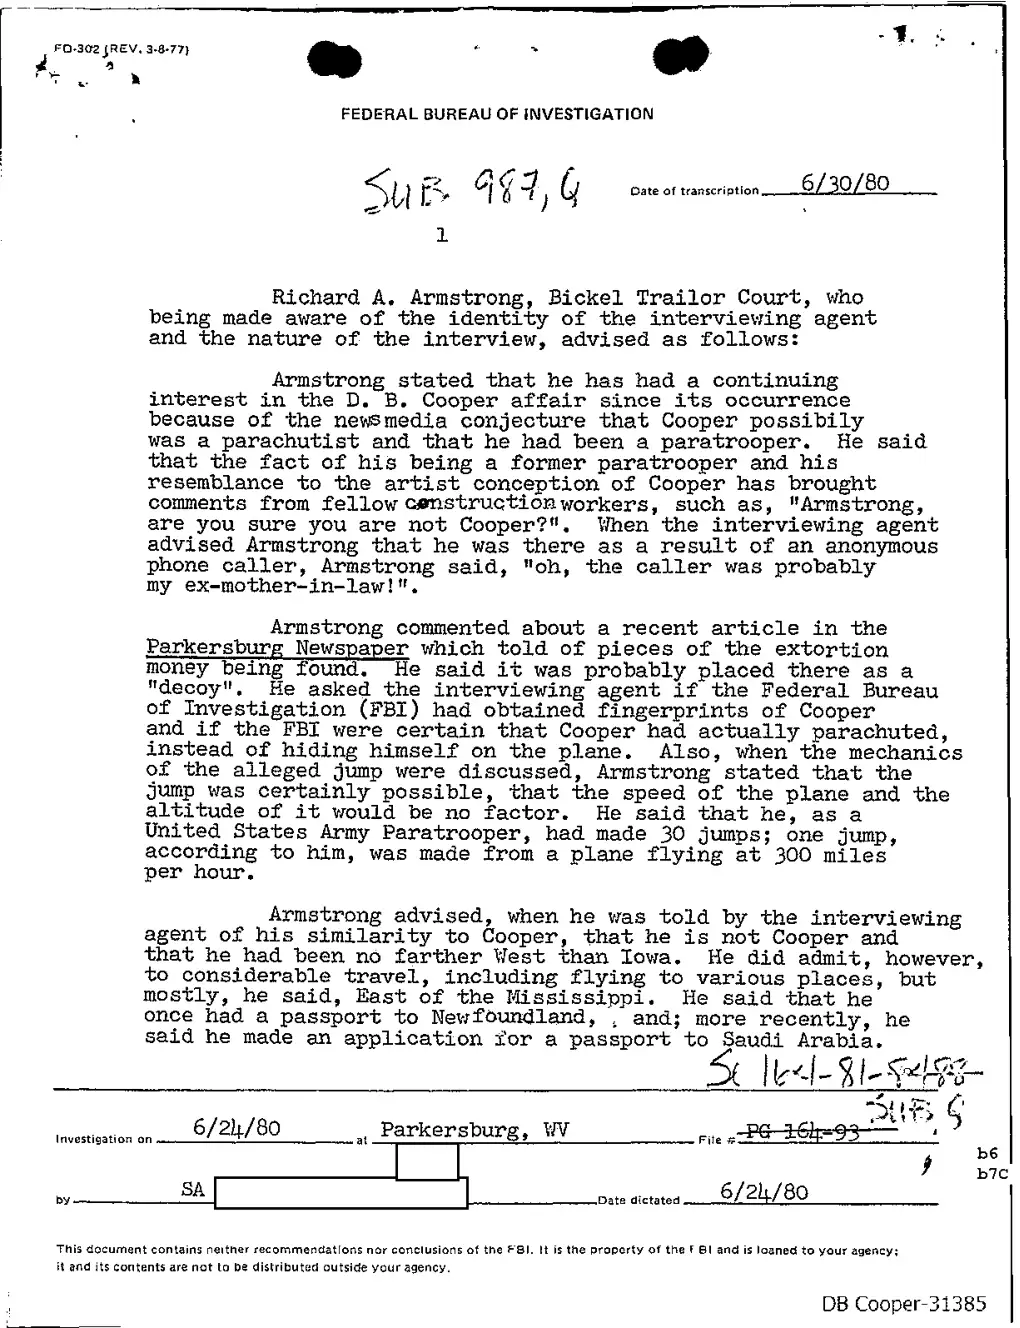 FD-302 (REV. 3-8-77)
FEDERAL BUREAU OF INVESTIGATION
SUB 987, G
Date of transcription 6/30/80
1
Richard A. Armstrong, Bickel Trailor Court, who
being made aware of the identity of the interviewing agent
and the nature of the interview, advised as follows:
Armstrong stated that he has had a continuing
interest in the D. B. Cooper affair since its occurrence
because of the newsmedia conjecture that Cooper possibily
was a parachutist and that he had been a paratrooper. He said
that the fact of his being a former paratrooper and his
resemblance to the artist conception of Cooper has brought
comments from fellow construction workers, such as, "Armstrong,
are you sure you are not Cooper?". When the interviewing agent
advised Armstrong that he was there as a result of an anonymous
phone caller, Armstrong said, "oh, the caller was probably
my ex-mother-in-law!".
Armstrong commented about a recent article in the
Parkersburg Newspaper which told of pieces of the extortion
money being found. He said it was probably placed there as a
"decoy". He asked the interviewing agent if the Federal Bureau
of Investigation (FBI) had obtained fingerprints of Cooper
and if the FBI were certain that Cooper had actually parachuted,
instead of hiding himself on the plane. Also, when the mechanics
of the alleged jump were discussed, Armstrong stated that the
jump was certainly possible, that the speed of the plane and the
altitude of it would be no factor. He said that he, as a
United States Army Paratrooper, had made 30 jumps; one jump,
according to him, was made from a plane flying at 300 miles
per hour.
Armstrong advised, when he was told by the interviewing
agent of his similarity to Cooper, that he is not Cooper and
that he had been no farther West than Iowa. He did admit, however,
to considerable travel, including flying to various places, but
mostly, he said, East of the Mississippi. He said that he
once had a passport to Newfoundland, and; more recently, he
said he made an application for a passport to Saudi Arabia.
SUB G
Investigation on 6/24/80 at Parkersburg, WV File # PG 164-93
b6
b7C
by SA Date dictated 6/24/80
This document contains neither recommendations nor conclusions of the FBI. It is the property of the FBI and is loaned to your agency;
it and its contents are not to be distributed outside your agency.
DB Cooper-31385